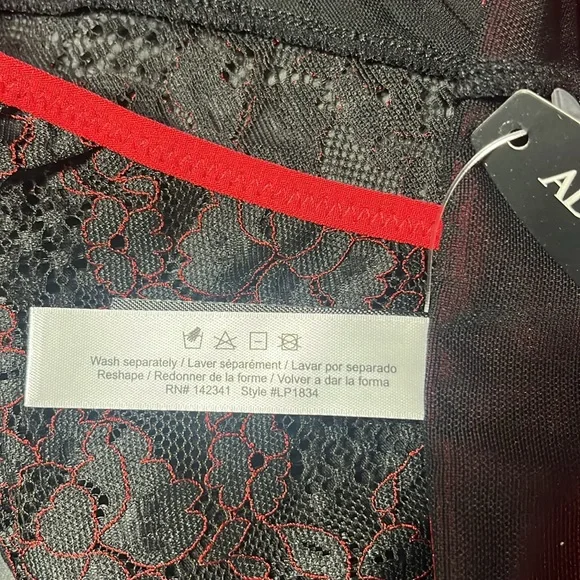 Wash separately / Laver séparément / Lavar por separado
Reshape / Redonner de la forme / Volver a dar la forma
RN# 142341 Style #LP1834